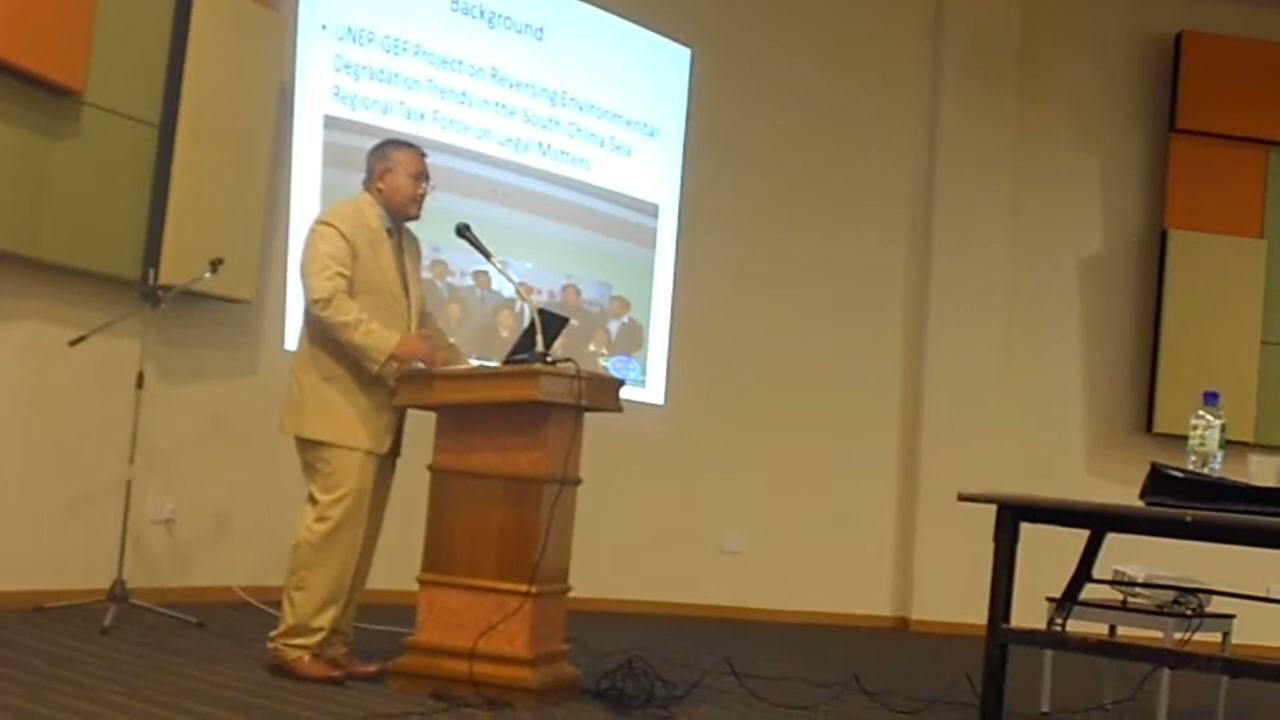 Background
• UNEP-GEF Project on Reversing Environmental
Degradation Trends in the South China Sea
Regional Task Force on Legal Matters